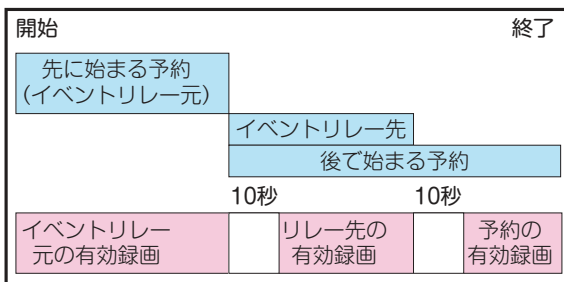 開始 終了
先に始まる予約
（イベントリレー元）
イベントリレー先
後で始まる予約
10秒 10秒
イベントリレー
元の有効録画
リレー先の
有効録画
予約の
有効録画